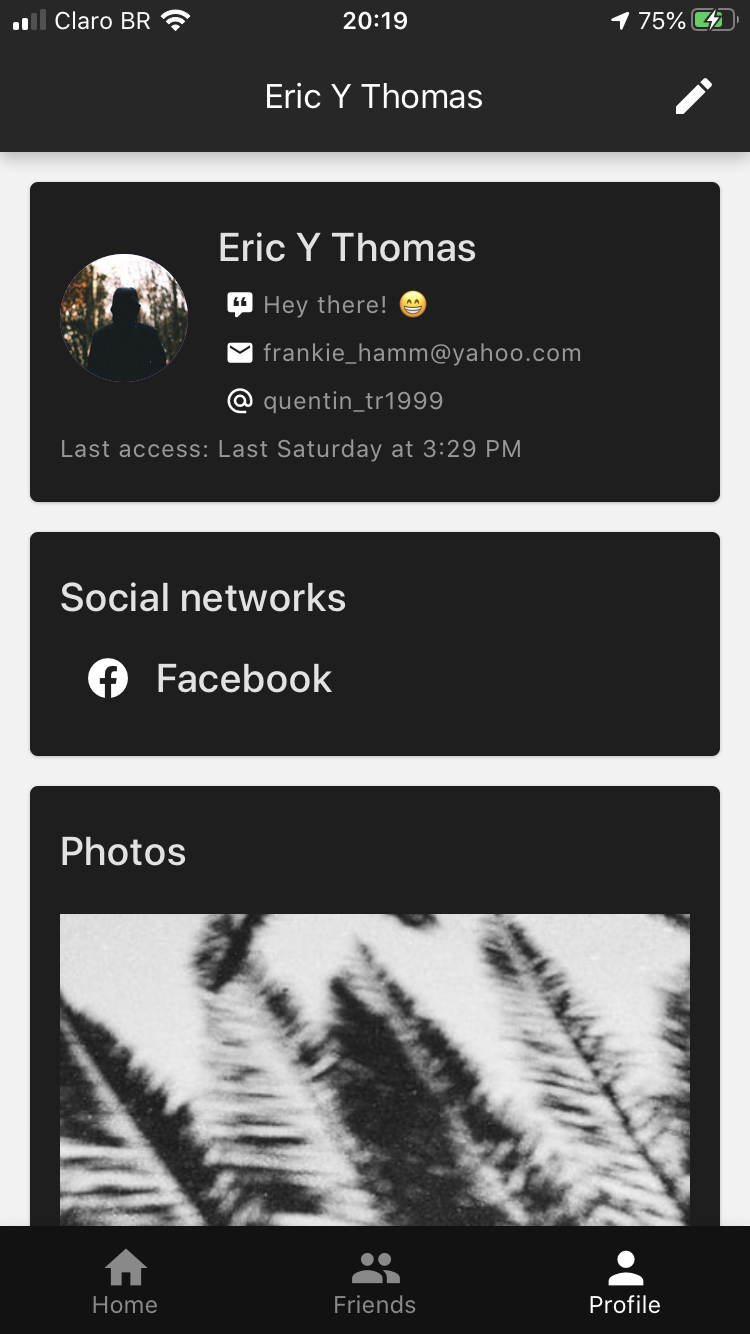 Claro BR 20:19 75%
Eric Y Thomas
Eric Y Thomas
Hey there! 😁
frankie_hamm@yahoo.com
quentin_tr1999
Last access: Last Saturday at 3:29 PM
Social networks
Facebook
Photos
Home Friends Profile